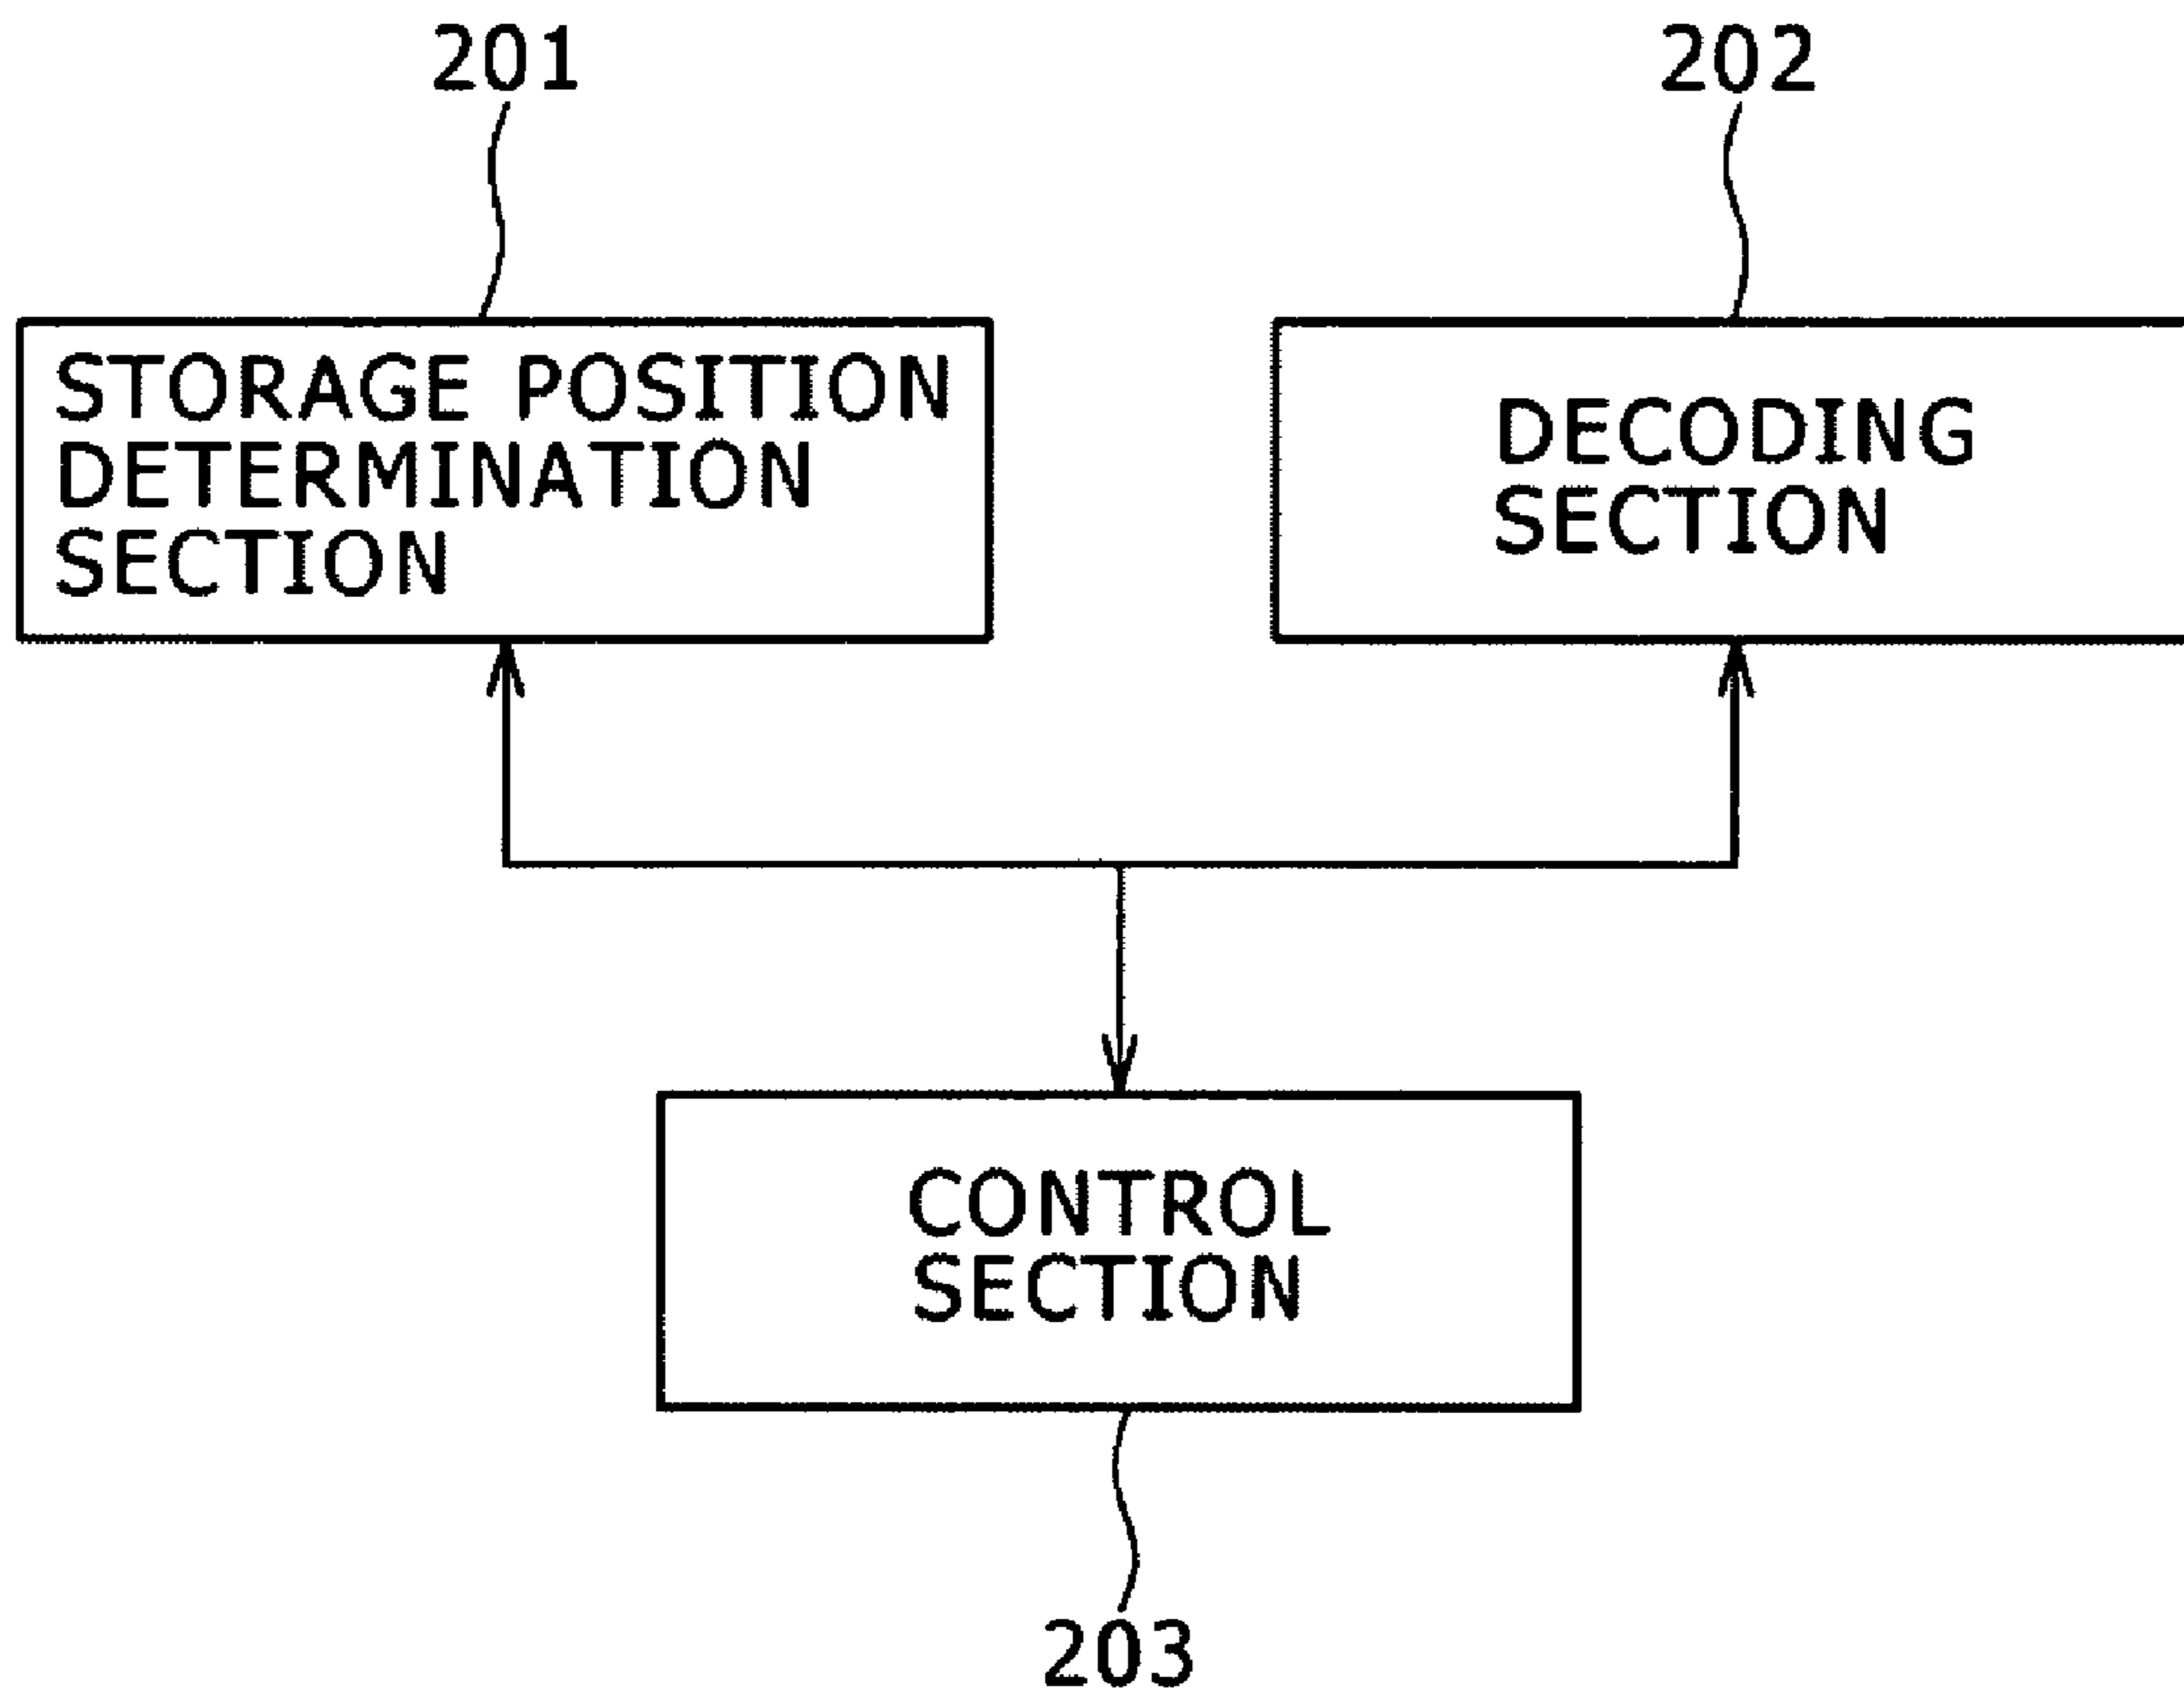 201
202
STORAGE POSITION
DETERMINATION
SECTION
DECODING
SECTION
CONTROL
SECTION
203